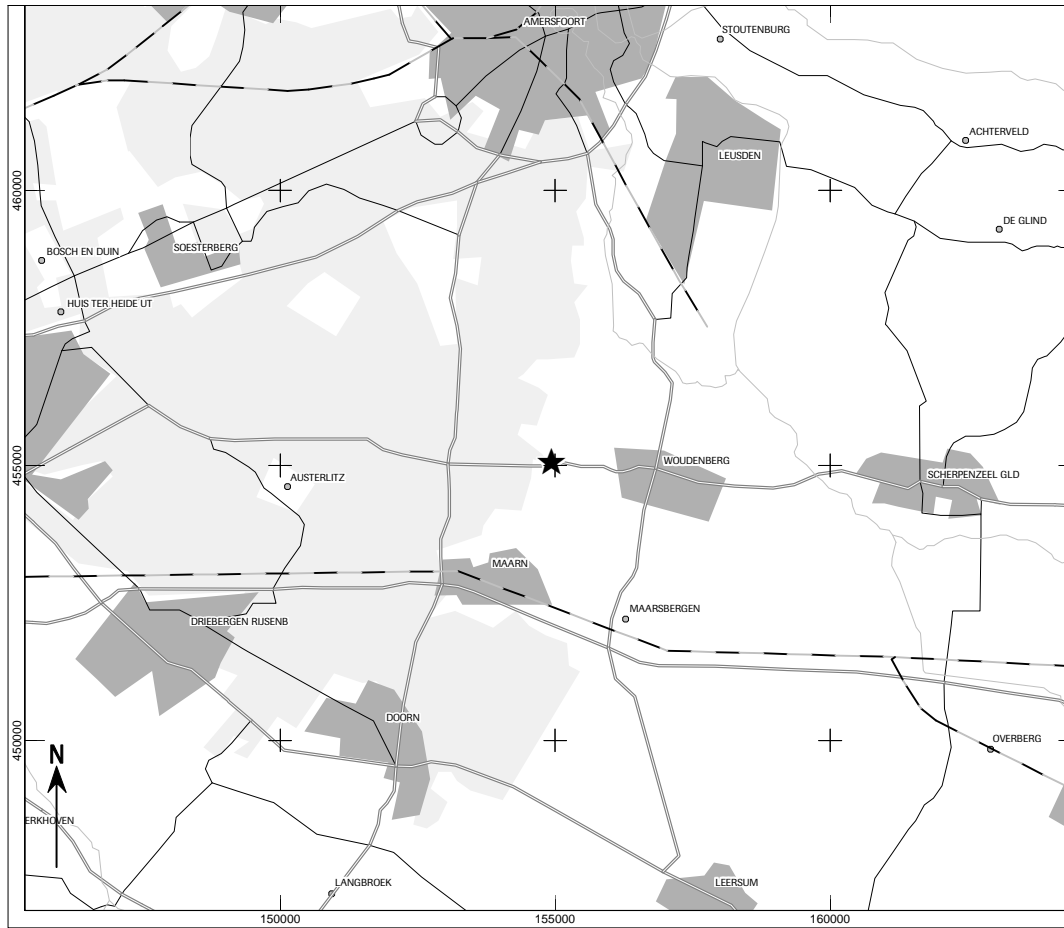 AMERSFOORT
STOUTENBURG
ACHTERVELD
LEUSDEN
460000
DE GLIND
BOSCH EN DUIN
SOESTERBERG
HUIS TER HEIDE UT
455000
WOUDENBERG
AUSTERLITZ
SCHERPENZEEL GLD
MAARN
MAARSBERGEN
DRIEBERGEN RIJSENB
DOORN
450000
N
OVERBERG
ERKHOVEN
LANGBROEK
LEERSUM
150000
155000
160000